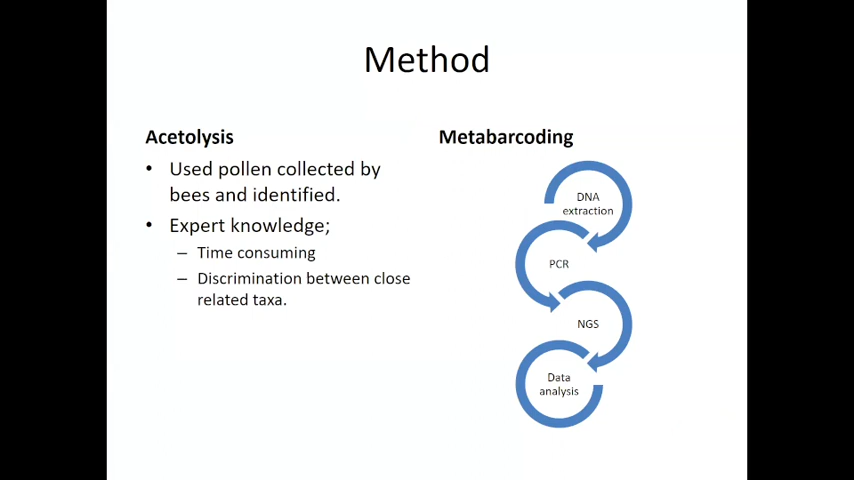 Method
Acetolysis
• Used pollen collected by
bees and identified.
• Expert knowledge;
– Time consuming
– Discrimination between close
related taxa.
Metabarcoding
DNA
extraction
PCR
NGS
Data
analysis